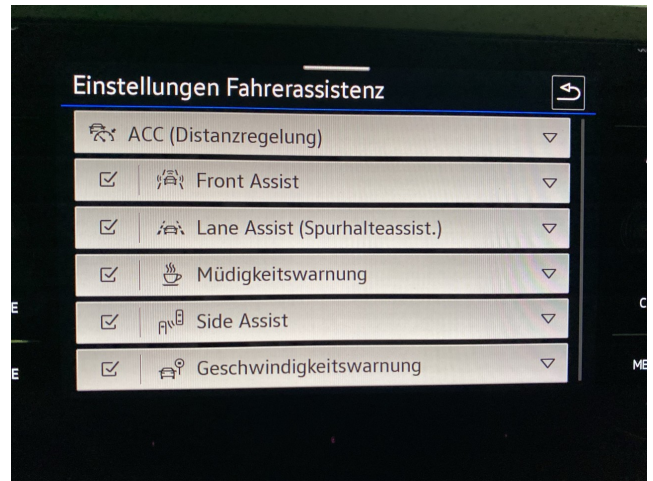 Einstellungen Fahrerassistenz
ACC (Distanzregelung)
Front Assist
Lane Assist (Spurhalteassist.)
Müdigkeitswarnung
Side Assist
Geschwindigkeitswarnung